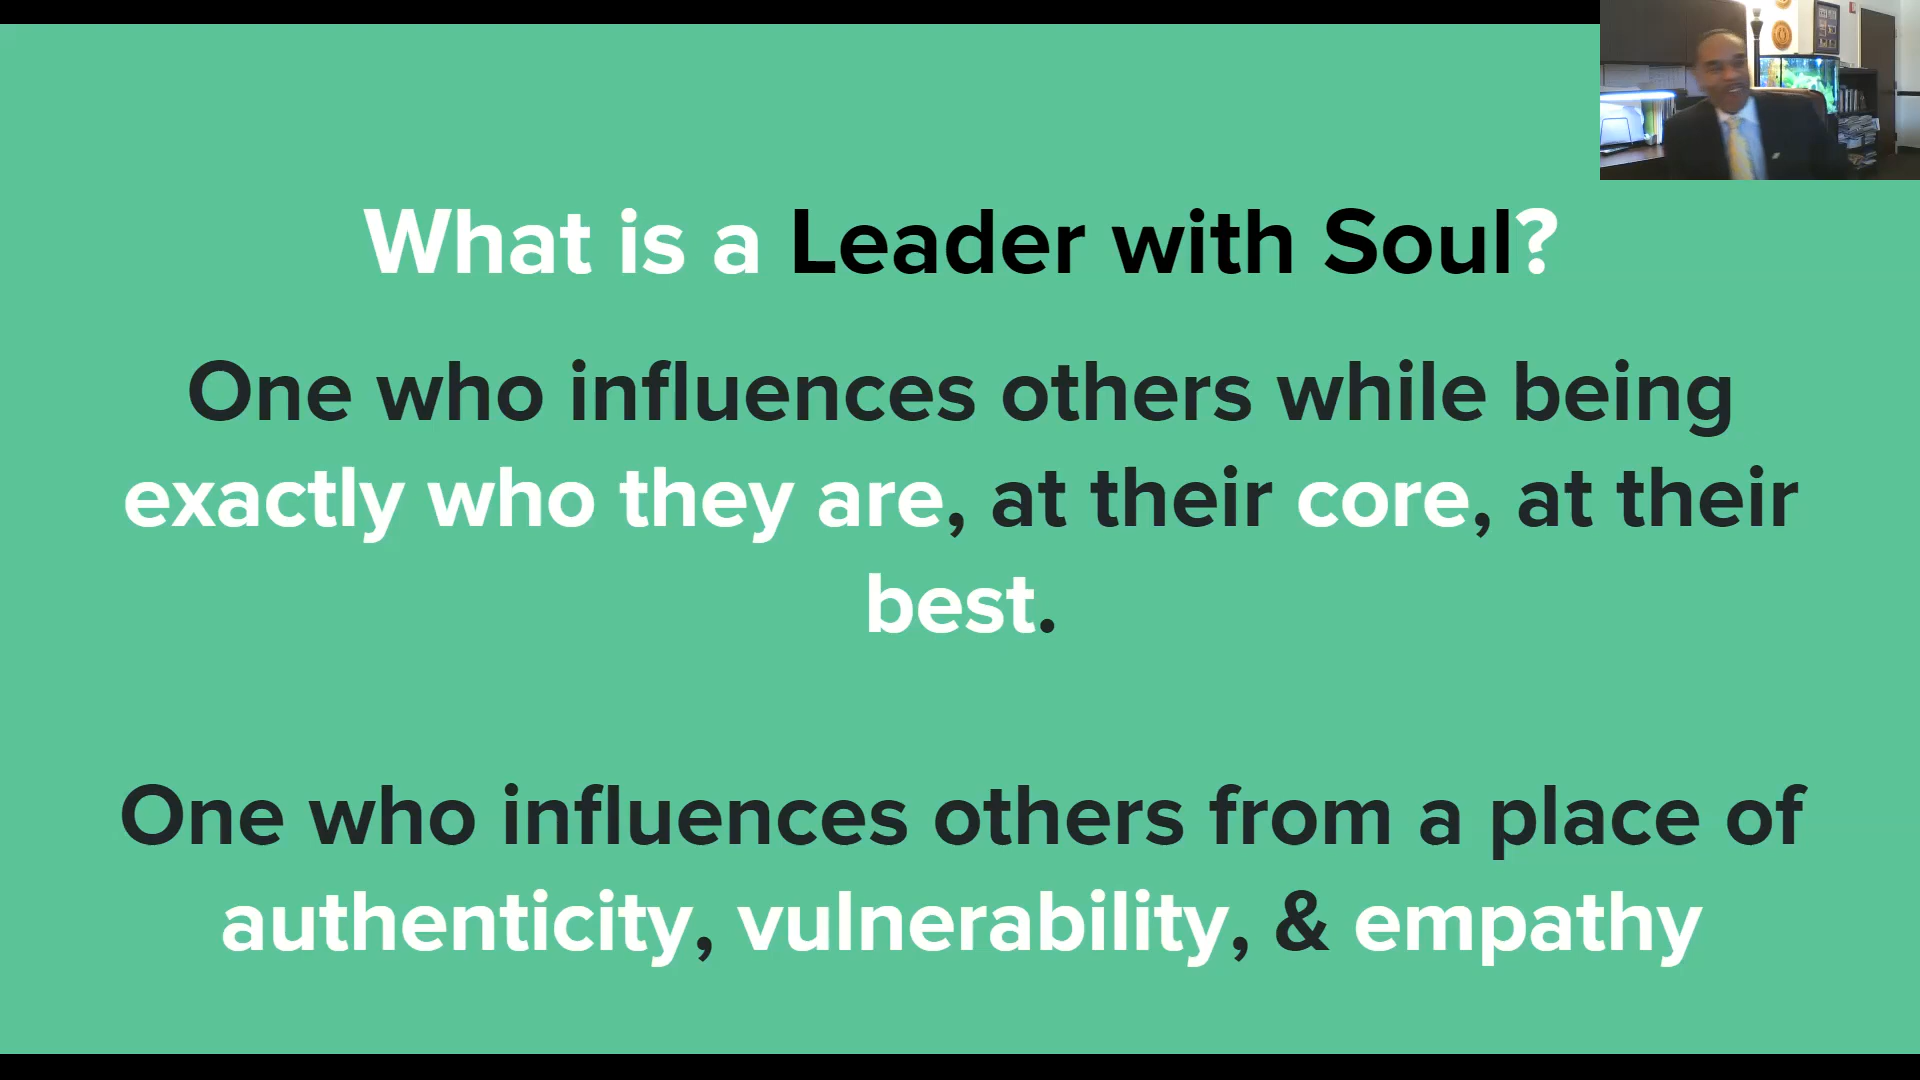 What is a Leader with Soul?
One who influences others while being
exactly who they are, at their core, at their
best.
One who influences others from a place of
authenticity, vulnerability, & empathy